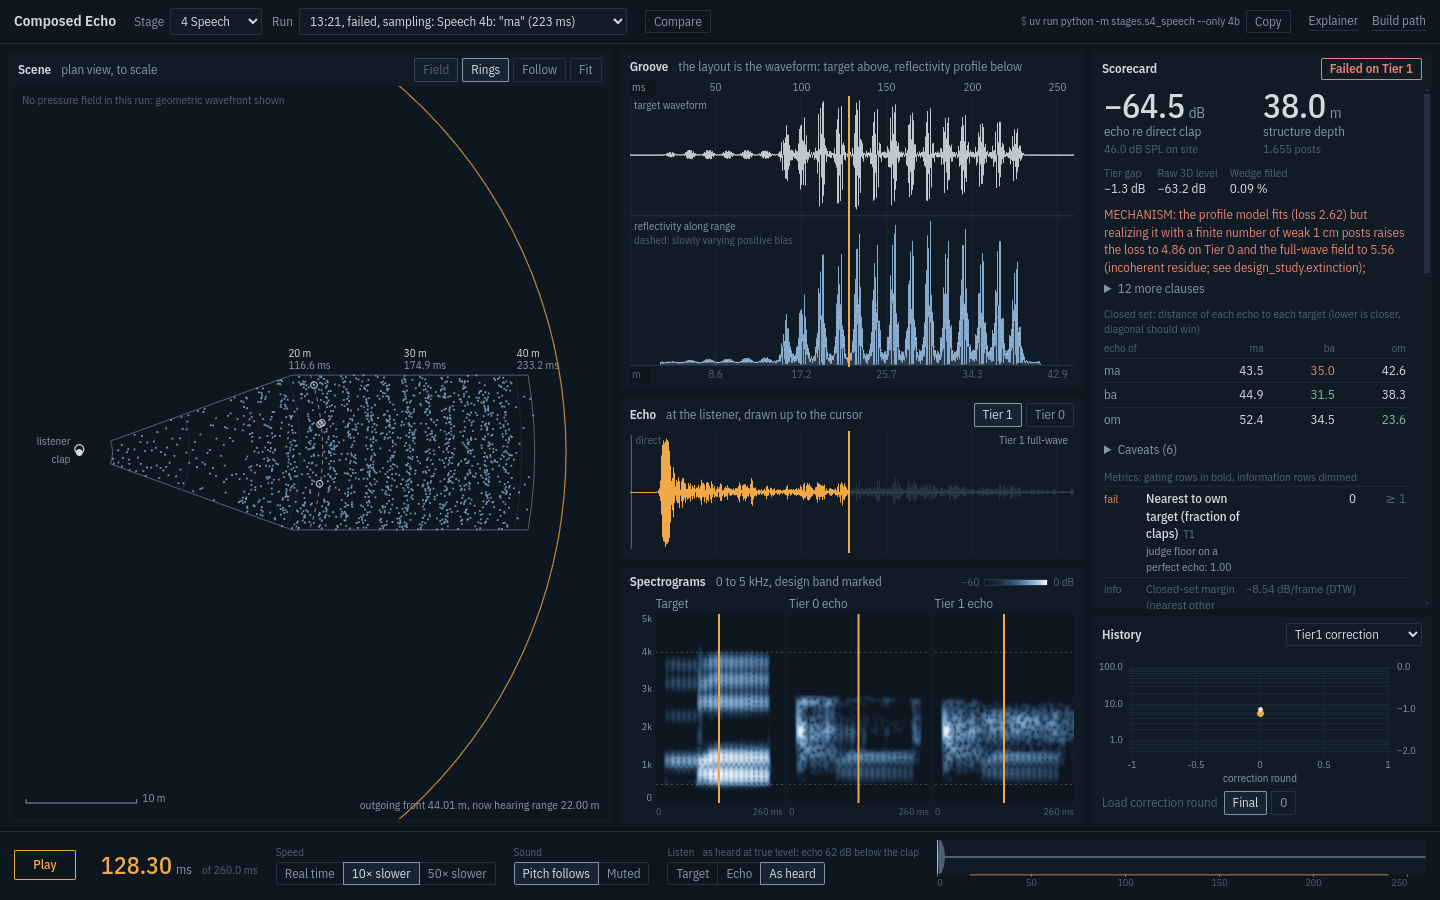 Composed Echo
Stage
4 Speech
Run
13:21, failed, sampling: Speech 4b: "ma" (223 ms)
Compare
$ uv run python -m stages.s4_speech --only 4b
Copy
Explainer
Build path
Scene plan view, to scale
Field
Rings
Follow
Fit
No pressure field in this run: geometric wavefront shown
20 m
116.6 ms
30 m
174.9 ms
40 m
233.2 ms
listener
clap
10 m
outgoing front 44.01 m, now hearing range 22.00 m
Groove the layout is the waveform: target above, reflectivity profile below
ms 50 100 150 200 250
target waveform
reflectivity along range
dashed: slowly varying positive bias
m 8.6 17.2 25.7 34.3 42.9
Echo at the listener, drawn up to the cursor
Tier 1
Tier 0
direct
Tier 1 full-wave
Spectrograms 0 to 5 kHz, design band marked
−60 0 dB
Target Tier 0 echo Tier 1 echo
5k
4k
3k
2k
1k
0
0 260 ms 0 260 ms 0 260 ms
Scorecard
Failed on Tier 1
−64.5 dB
echo re direct clap
46.0 dB SPL on site
38.0 m
structure depth
1,655 posts
Tier gap Raw 3D level Wedge filled
−1.3 dB −63.2 dB 0.09 %
MECHANISM: the profile model fits (loss 2.62) but
realizing it with a finite number of weak 1 cm posts raises
the loss to 4.86 on Tier 0 and the full-wave field to 5.56
(incoherent residue; see design_study.extinction);
▶ 12 more clauses
Closed set: distance of each echo to each target (lower is closer,
diagonal should win)
echo of ma ba om
ma 43.5 35.0 42.6
ba 44.9 31.5 38.3
om 52.4 34.5 23.6
▶ Caveats (6)
Metrics: gating rows in bold, information rows dimmed
fail Nearest to own 0 ≥ 1
target (fraction of
claps) T1
judge floor on a
perfect echo: 1.00
info Closed-set margin −8.54 dB/frame (DTW)
(nearest other
History
Tier1 correction
100.0 0.0
10.0 −1.0
1.0 −2.0
-1 -0.5 0 0.5 1
correction round
Load correction round
Final
0
Play
128.30 ms of 260.0 ms
Speed
Real time
10× slower
50× slower
Sound
Pitch follows
Muted
Listen as heard at true level: echo 62 dB below the clap
Target
Echo
As heard
0 50 100 150 200 250